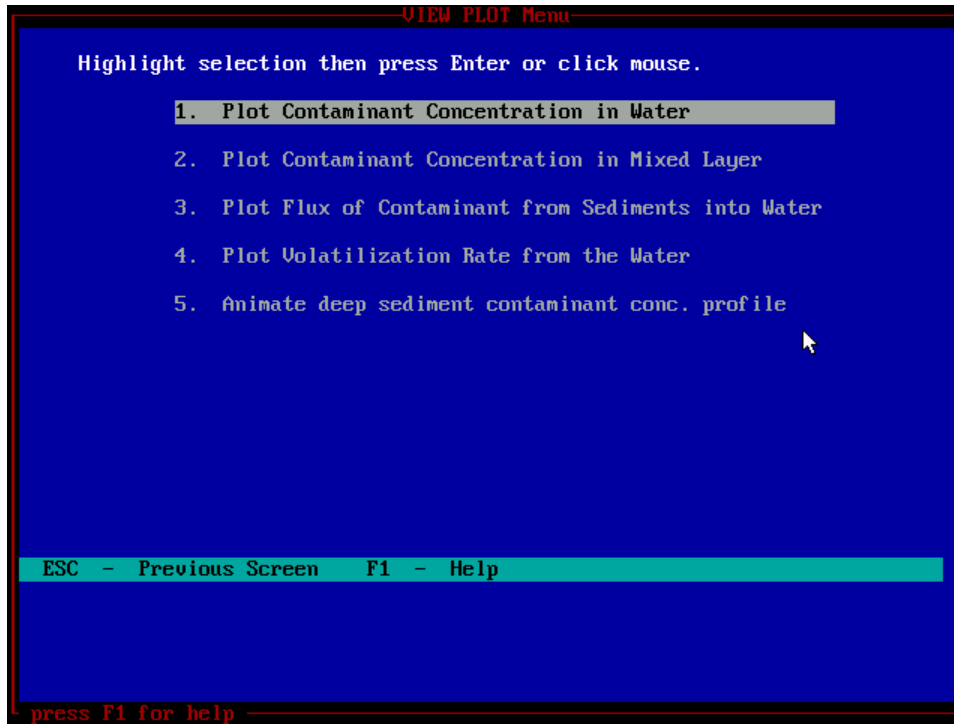 VIEW PLOT Menu
Highlight selection then press Enter or click mouse.
1. Plot Contaminant Concentration in Water
2. Plot Contaminant Concentration in Mixed Layer
3. Plot Flux of Contaminant from Sediments into Water
4. Plot Volatilization Rate from the Water
5. Animate deep sediment contaminant conc. profile
ESC - Previous Screen F1 - Help
press F1 for help